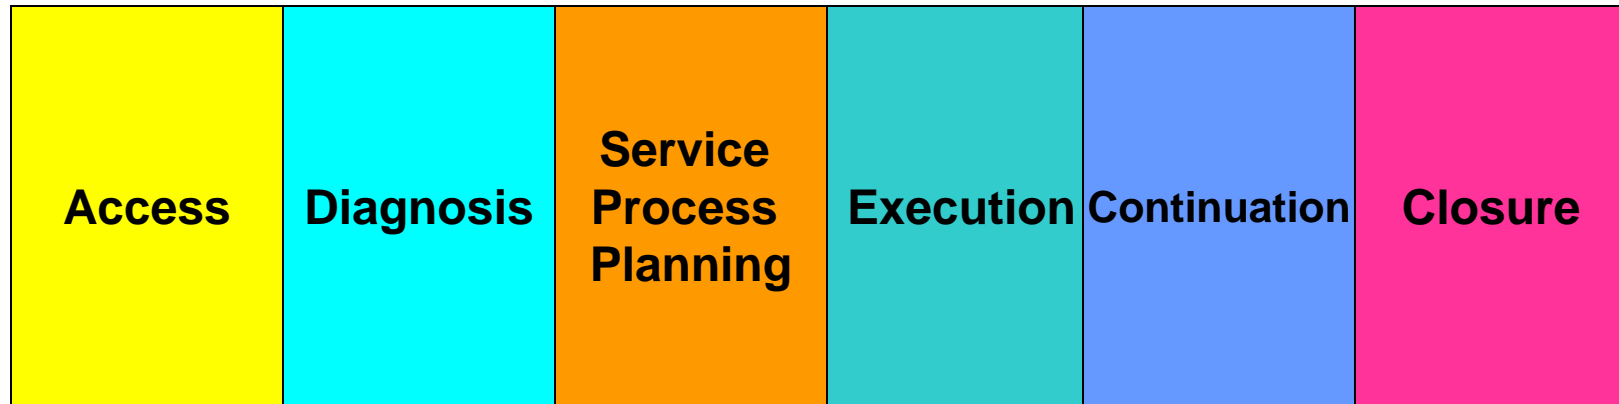 Access
Diagnosis
Service
Process
Planning
Execution
Continuation
Closure